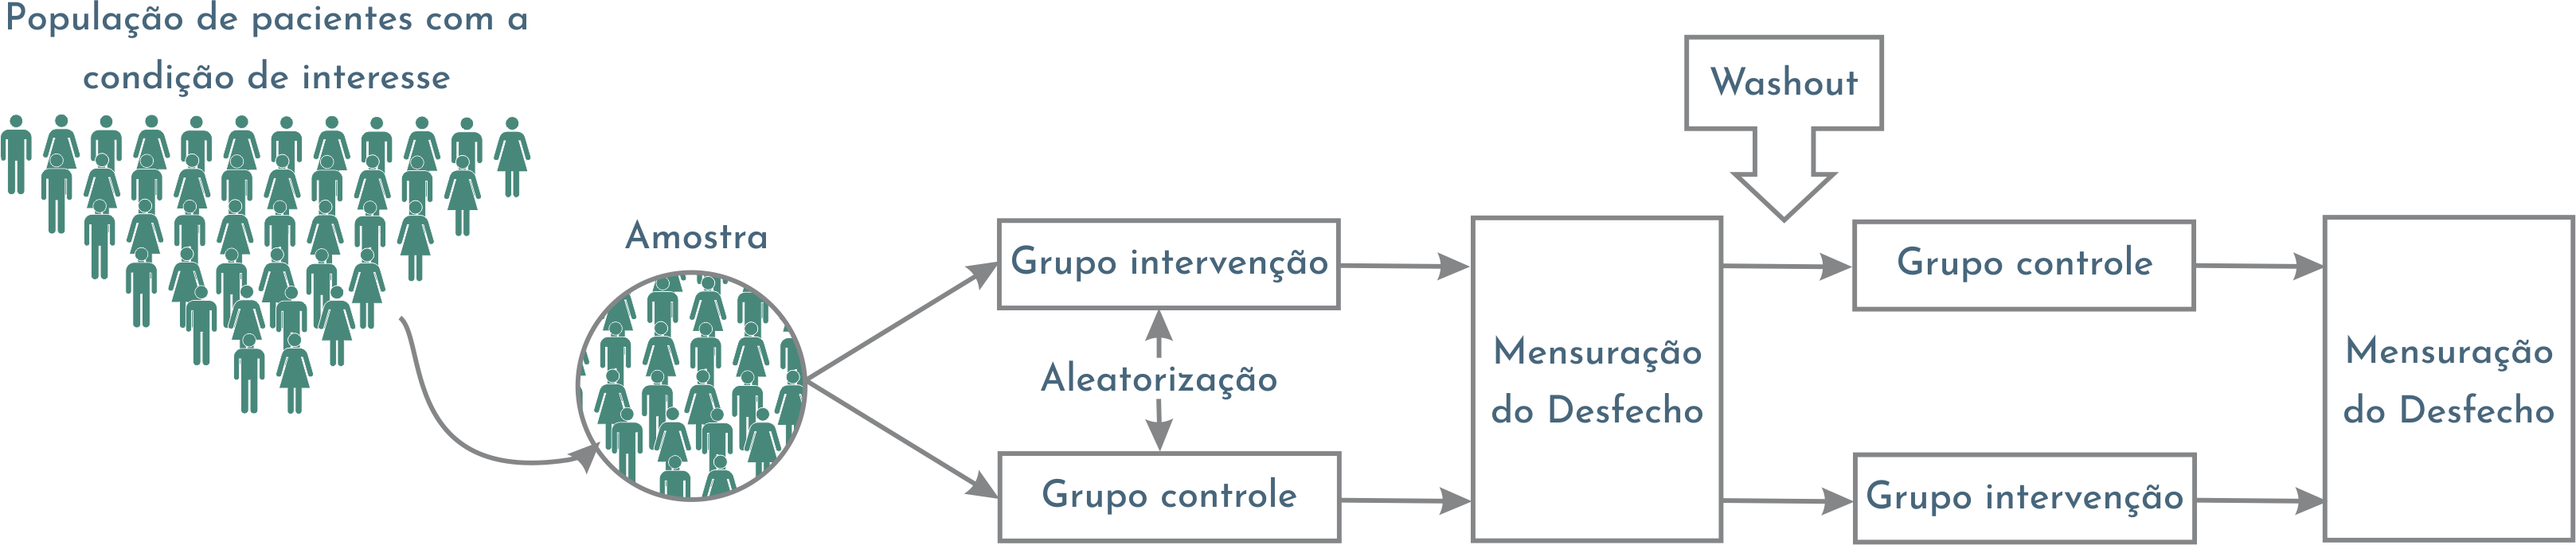 População de pacientes com a
condição de interesse
Amostra
Grupo intervenção
Aleatorização
Grupo controle
Mensuração
do Desfecho
Washout
Grupo controle
Grupo intervenção
Mensuração
do Desfecho